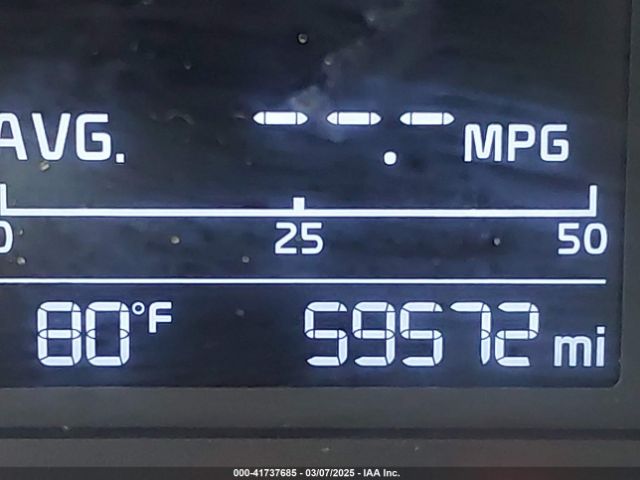 AVG. --.- MPG
0 25 50
80°F 59572 mi
000-41737685 - 03/07/2025 - IAA Inc.